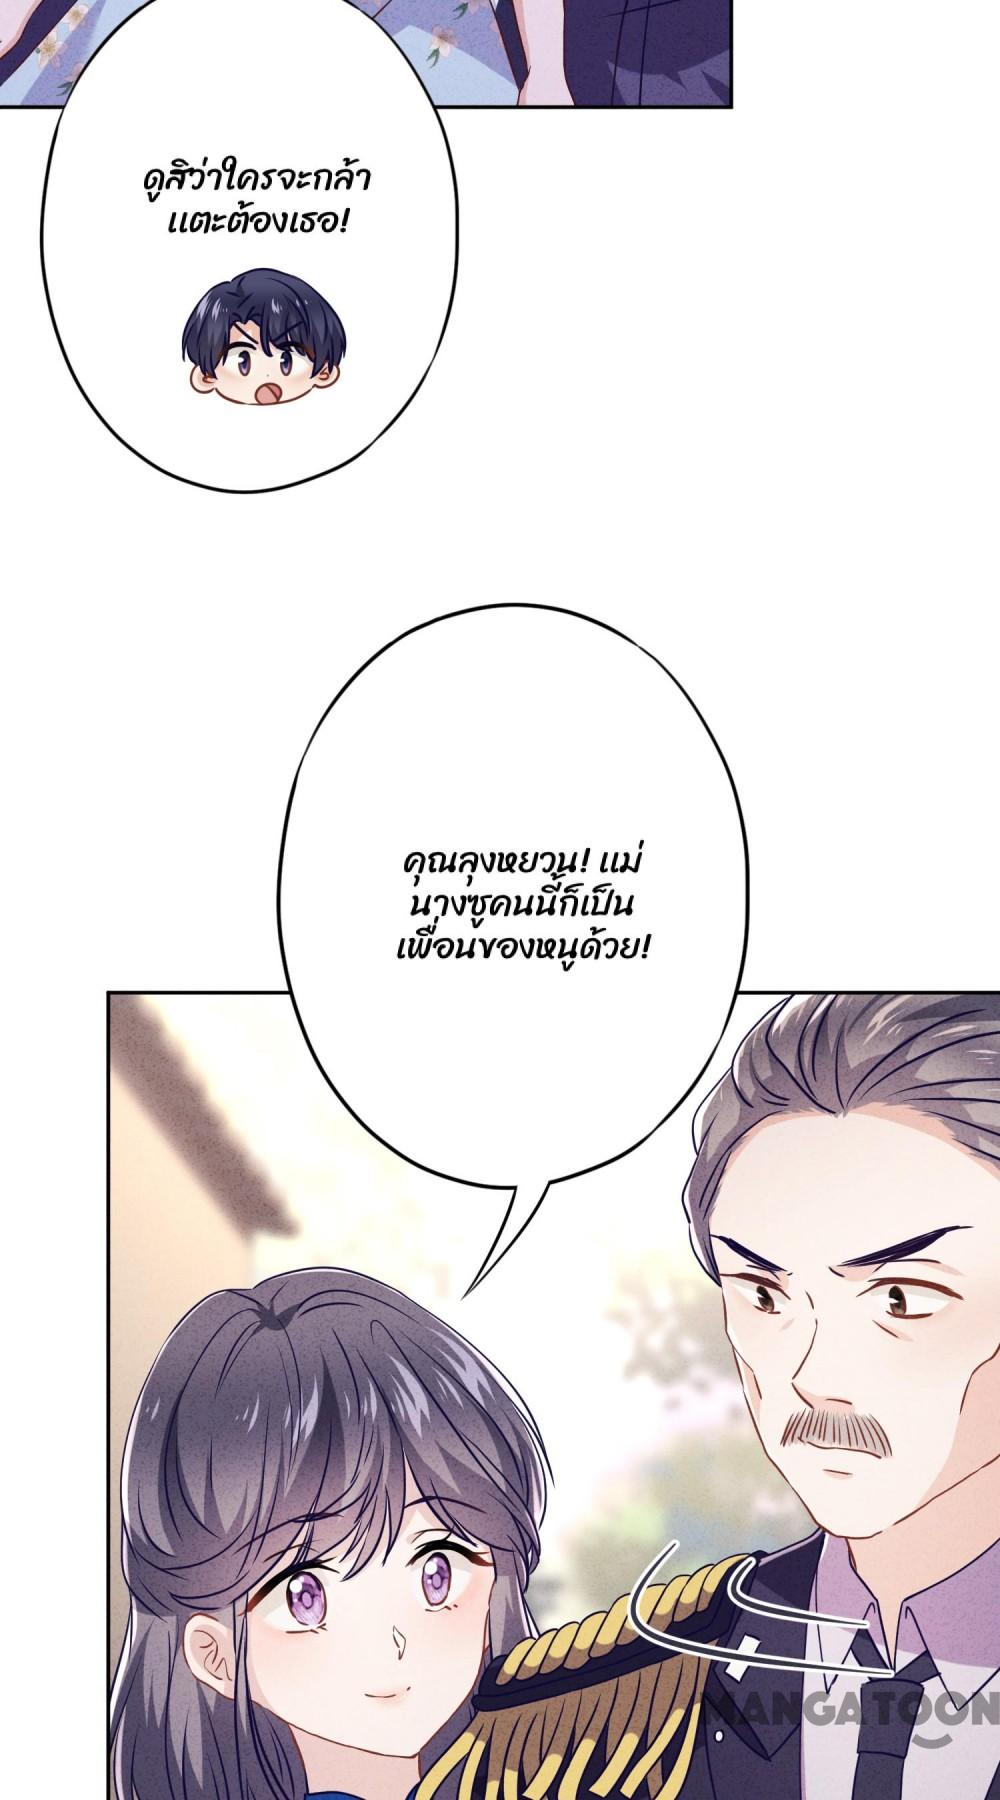 ดูสิว่าใครจะกล้า
แตะต้องเธอ!
คุณลุงหยวน! แม่
นางซูคนนี้ก็เป็น
เพื่อนของหนูด้วย!
MANGATOON